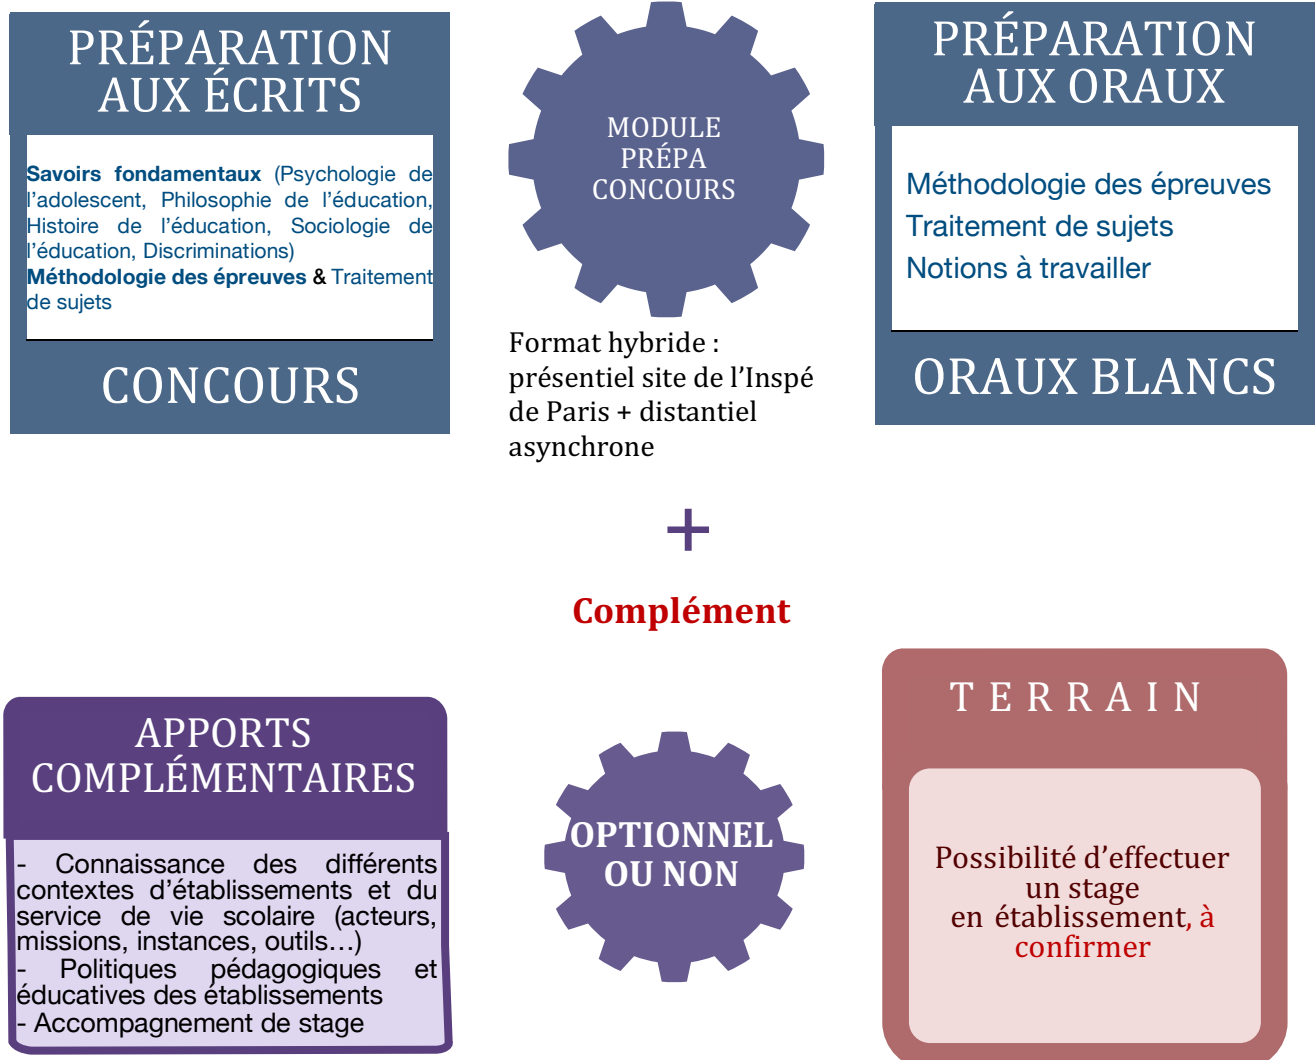 PRÉPARATION
AUX ÉCRITS
Savoirs fondamentaux (Psychologie de
l’adolescent, Philosophie de l’éducation,
Histoire de l’éducation, Sociologie de
l’éducation, Discriminations)
Méthodologie des épreuves & Traitement
de sujets
CONCOURS
MODULE
PRÉPA
CONCOURS
Format hybride :
présentiel site de l’Inspé
de Paris + distantiel
asynchrone
PRÉPARATION
AUX ORAUX
Méthodologie des épreuves
Traitement de sujets
Notions à travailler
ORAUX BLANCS
+
Complément
APPORTS
COMPLÉMENTAIRES
- Connaissance des différents
contextes d’établissements et du
service de vie scolaire (acteurs,
missions, instances, outils…)
- Politiques pédagogiques et
éducatives des établissements
- Accompagnement de stage
OPTIONNEL
OU NON
TERRAIN
Possibilité d’effectuer
un stage
en établissement, à
confirmer